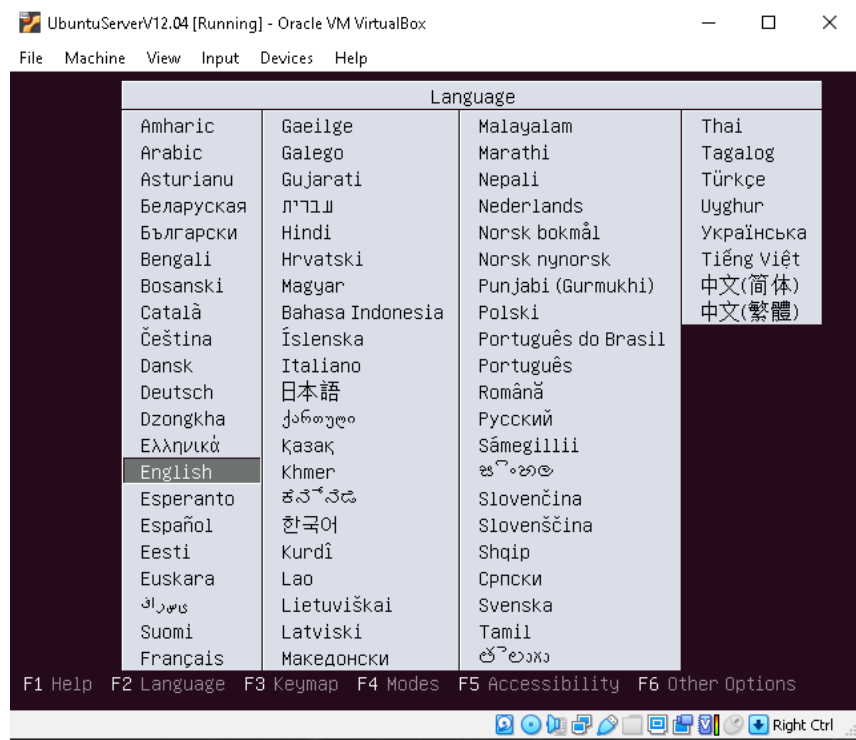 UbuntuServerV12.04 [Running] - Oracle VM VirtualBox
File Machine View Input Devices Help
Language
Amharic
Arabic
Asturianu
Беларуская
Български
Bengali
Bosanski
Català
Čeština
Dansk
Deutsch
Dzongkha
Ελληνικά
English
Esperanto
Español
Eesti
Euskara
Suomi
Français
Gaeilge
Galego
Gujarati
עברית
Hindi
Hrvatski
Magyar
Bahasa Indonesia
Íslenska
Italiano
日本語
ქართული
Қазақ
Khmer
한국어
Kurdî
Lao
Lietuviškai
Latviski
Македонски
Malayalam
Marathi
Nepali
Nederlands
Norsk bokmål
Norsk nynorsk
Punjabi (Gurmukhi)
Polski
Português do Brasil
Português
Română
Русский
Sámegillii
Slovenčina
Slovenščina
Shqip
Српски
Svenska
Tamil
Thai
Tagalog
Türkçe
Uyghur
Українська
Tiếng Việt
中文(简体)
中文(繁體)
F1 Help F2 Language F3 Keymap F4 Modes F5 Accessibility F6 Other Options
Right Ctrl